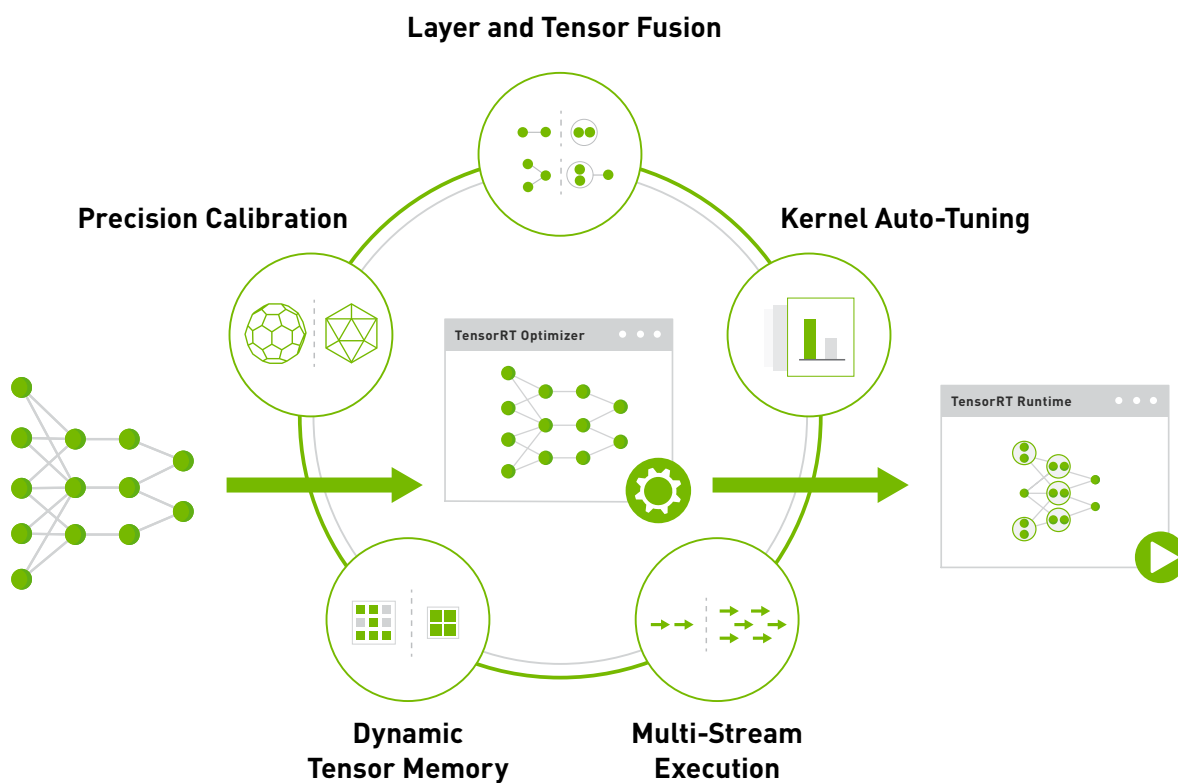 Layer and Tensor Fusion
Precision Calibration
Kernel Auto-Tuning
TensorRT Optimizer
TensorRT Runtime
Dynamic
Tensor Memory
Multi-Stream
Execution